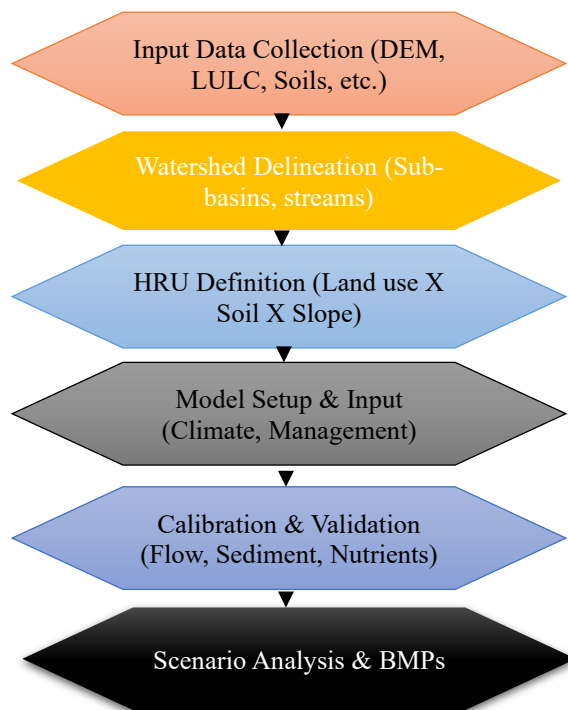 Input Data Collection (DEM,
LULC, Soils, etc.)
Watershed Delineation (Sub-
basins, streams)
HRU Definition (Land use X
Soil X Slope)
Model Setup & Input
(Climate, Management)
Calibration & Validation
(Flow, Sediment, Nutrients)
Scenario Analysis & BMPs